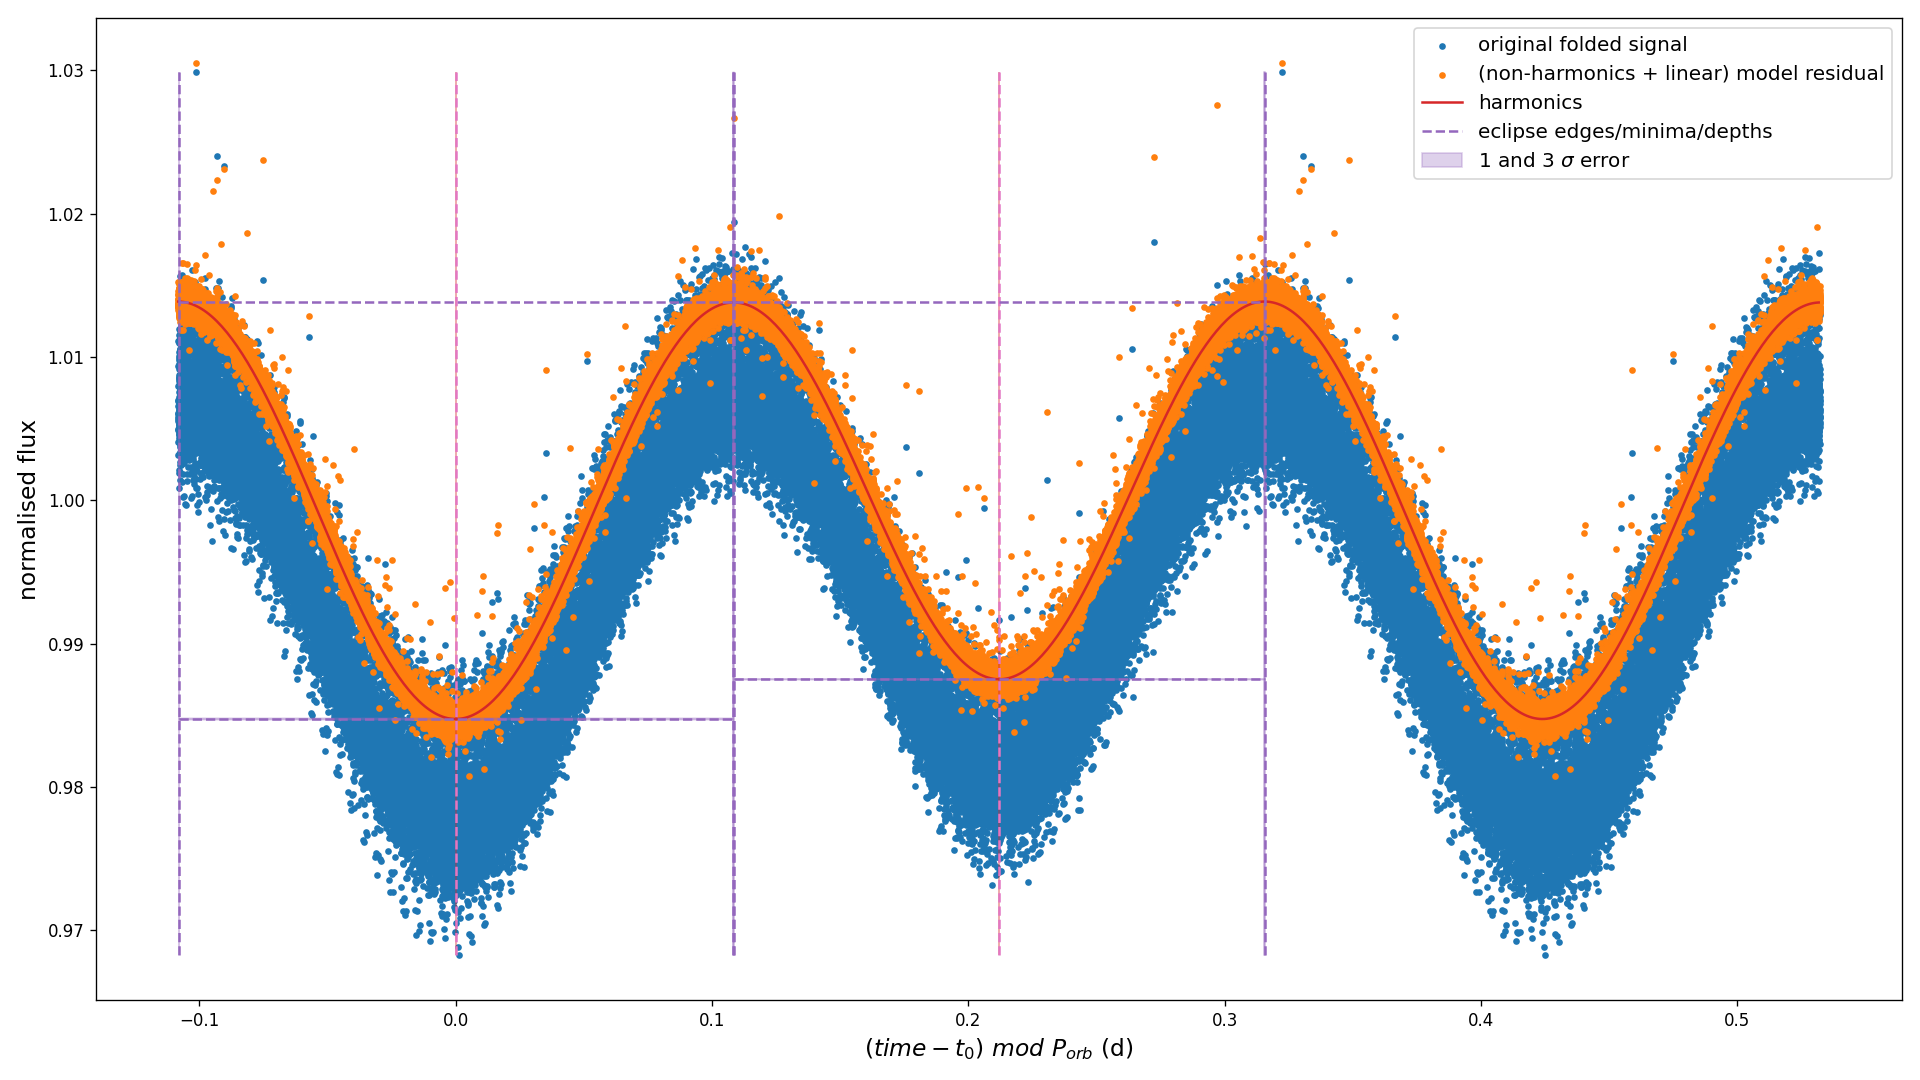 original folded signal
(non-harmonics + linear) model residual
harmonics
eclipse edges/minima/depths
1 and 3 σ error
normalised flux
1.03
1.02
1.01
1.00
0.99
0.98
0.97
−0.1
0.0
0.1
0.2
0.3
0.4
0.5
(time − t₀) mod P_orb (d)